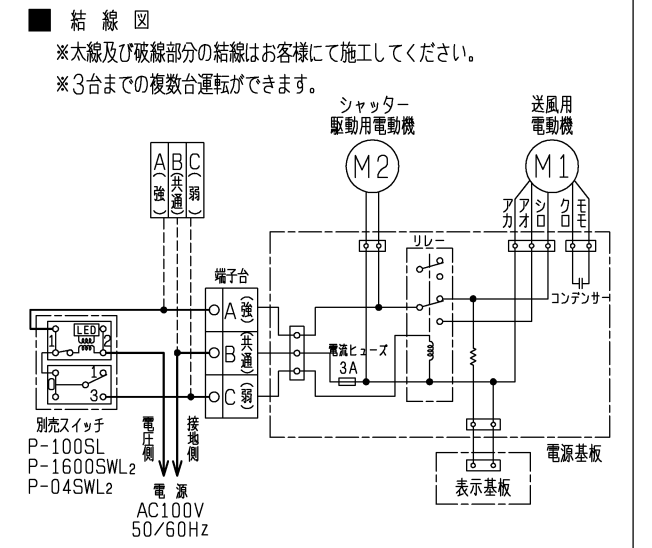 ■ 結線図
※太線及び破線部分の結線はお客様にて施工してください。
※3台までの複数台運転ができます。
シャッター
駆動用電動機
送風用
電動機
M2
M1
A(強)
B(共通)
C(弱)
アカ
アオ
シロ
クロ
モモ
リレー
端子台
コンデンサー
A(強)
B(共通)
C(弱)
電流ヒューズ
3A
LED
1
2
0
1
3
別売スイッチ
P-100SL
P-1600SWL2
P-04SWL2
電圧側
接地側
電源
AC100V
50/60Hz
電源基板
表示基板